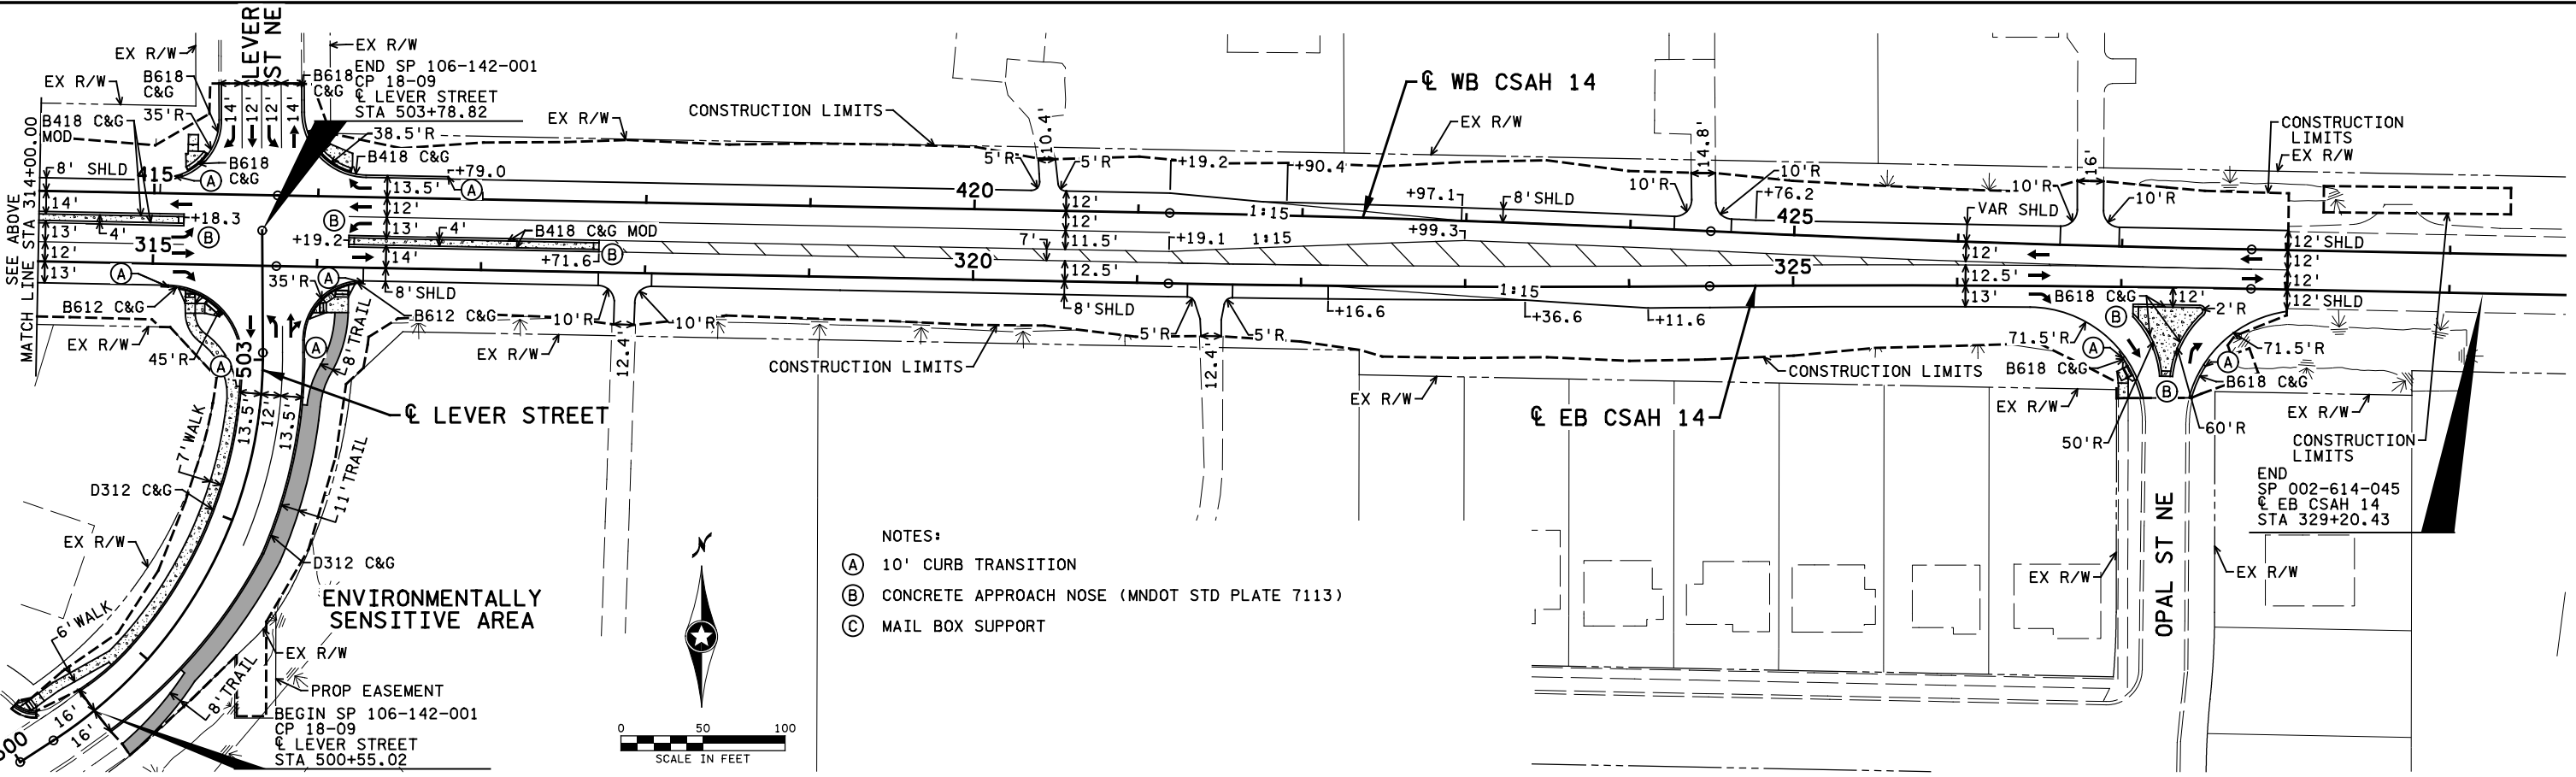 SEE ABOVE
MATCH LINE STA 314+00.00
EX R/W
EX R/W
B618
C&G
35'R
B418 C&G
MOD
LEVER
ST NE
14'
12'
12'
14'
EX R/W
B618
C&G
END SP 106-142-001
CP 18-09
℄ LEVER STREET
STA 503+78.82
38.5'R
B418 C&G
+79.0
A
B618
C&G
A
8' SHLD
415
14'
4'
13'
12'
13'
+18.3
B
315
A
B612 C&G
EX R/W
45'R
A
B
13.5'
12'
13'
14'
+19.2
4'
B418 C&G MOD
+71.6
B
35'R
A
8'SHLD
B612 C&G
8' TRAIL
A
503
13.5'
12'
13.5'
℄ LEVER STREET
7' WALK
D312 C&G
EX R/W
11' TRAIL
D312 C&G
ENVIRONMENTALLY
SENSITIVE AREA
6' WALK
EX R/W
8' TRAIL
PROP EASEMENT
BEGIN SP 106-142-001
CP 18-09
℄ LEVER STREET
STA 500+55.02
16'
16'
EX R/W
CONSTRUCTION LIMITS
10.4'
5'R
5'R
420
12'
12'
11.5'
7'
12.5'
8'SHLD
320
+19.2
+90.4
+19.1
1:15
1:15
℄ WB CSAH 14
EX R/W
+97.1
8'SHLD
+99.3
14.8'
10'R
10'R
+76.2
425
10'R
10'R
12.4'
EX R/W
CONSTRUCTION LIMITS
5'R
5'R
12.4'
+16.6
1:15
+36.6
+11.6
325
EX R/W
℄ EB CSAH 14
CONSTRUCTION LIMITS
VAR SHLD
12'
12.5'
13'
16'
10'R
10'R
CONSTRUCTION
LIMITS
EX R/W
12'SHLD
12'
12'
12'SHLD
B618 C&G
12'
2'R
B
71.5'R
A
B618 C&G
EX R/W
B
71.5'R
A
B618 C&G
EX R/W
50'R
60'R
CONSTRUCTION
LIMITS
END
SP 002-614-045
℄ EB CSAH 14
STA 329+20.43
OPAL ST NE
EX R/W
EX R/W
N
0 50 100
SCALE IN FEET
NOTES:
A 10' CURB TRANSITION
B CONCRETE APPROACH NOSE (MNDOT STD PLATE 7113)
C MAIL BOX SUPPORT